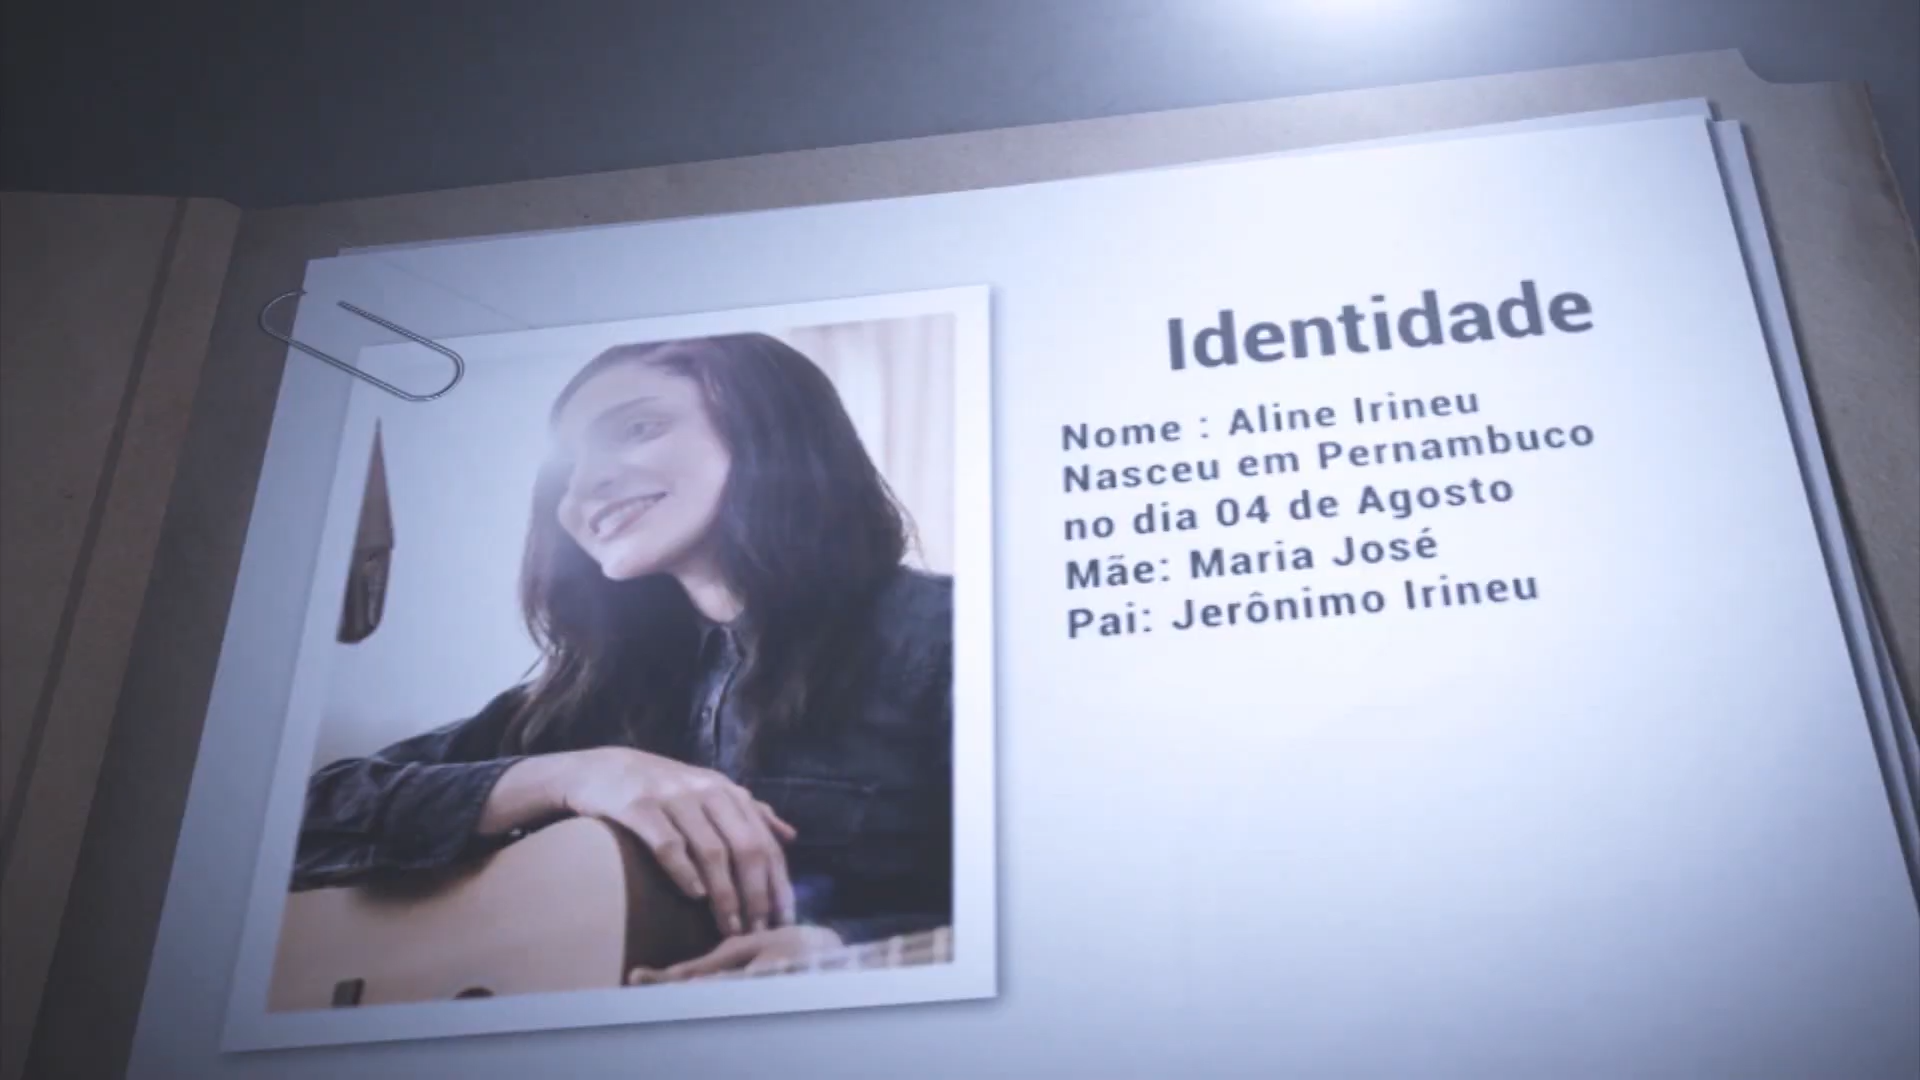 Identidade
Nome : Aline Irineu
Nasceu em Pernambuco
no dia 04 de Agosto
Mãe: Maria José
Pai: Jerônimo Irineu